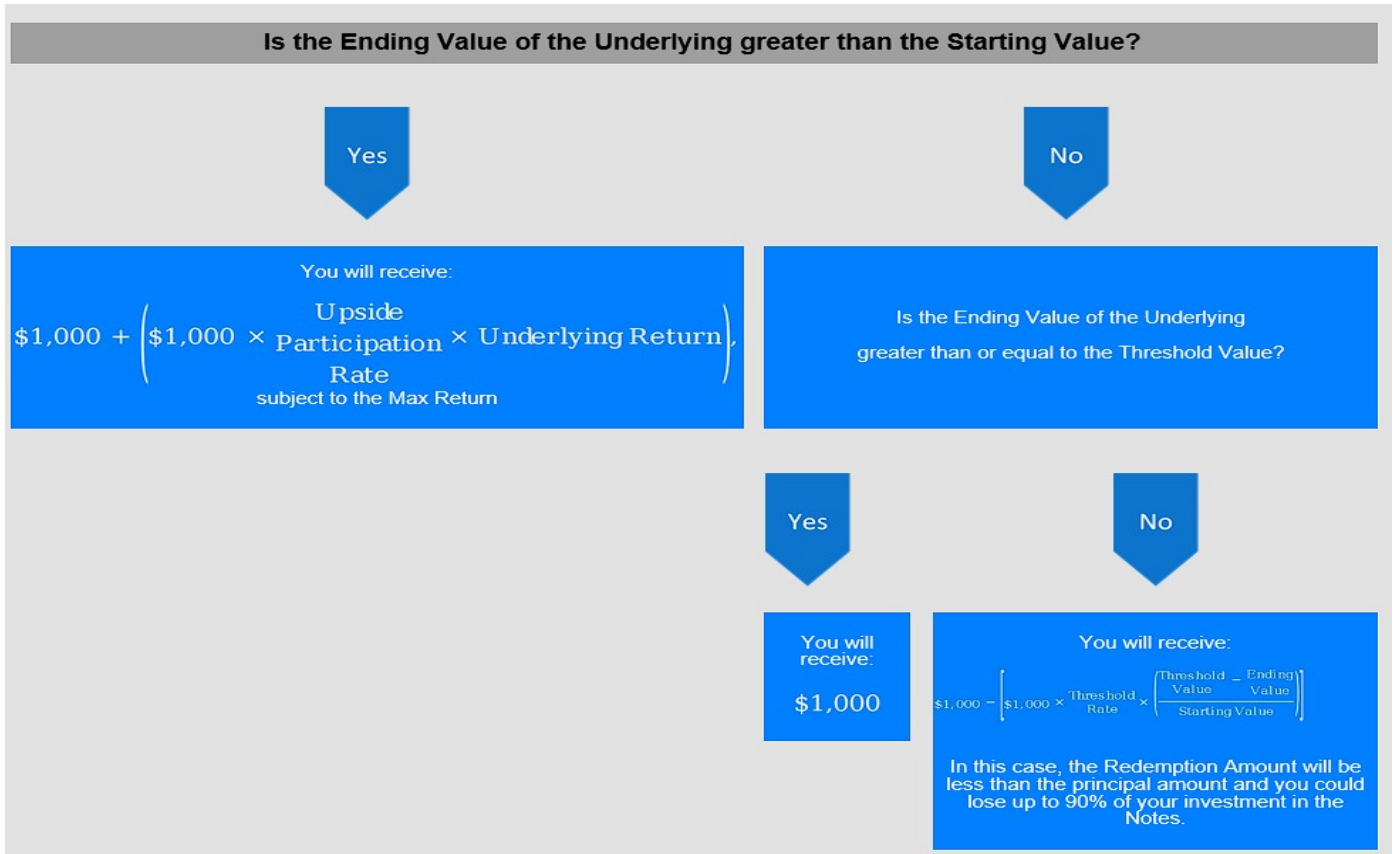 Is the Ending Value of the Underlying greater than the Starting Value?
Yes
No
You will receive:
$1,000 + ($1,000 × Upside Participation Rate × Underlying Return),
subject to the Max Return
Is the Ending Value of the Underlying
greater than or equal to the Threshold Value?
Yes
No
You will
receive:
$1,000
You will receive:
$1,000 − [$1,000 × Threshold Rate × ((Threshold Value − Ending Value) / Starting Value)]
In this case, the Redemption Amount will be
less than the principal amount and you could
lose up to 90% of your investment in the
Notes.